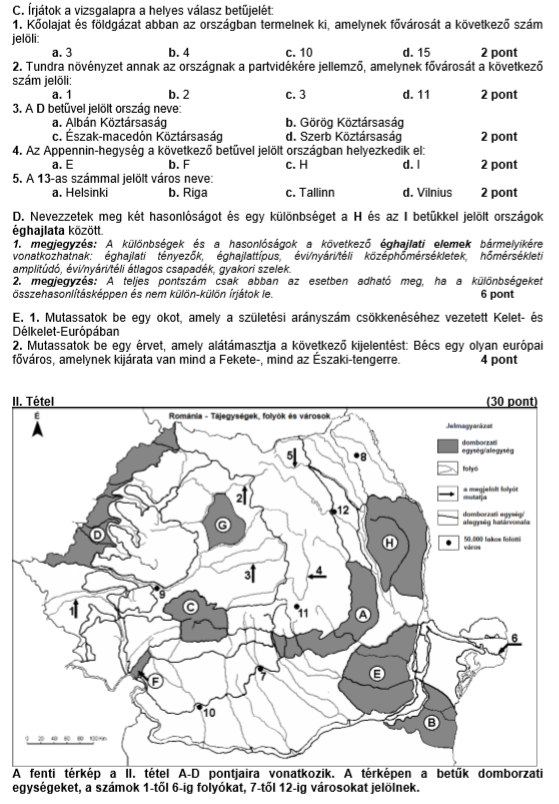 C. Írjátok a vizsgalapra a helyes válasz betűjelét:
1. Kőolajat és földgázat abban az országban termelnek ki, amelynek fővárosát a következő szám
jelöli:
a. 3 b. 4 c. 10 d. 15 2 pont
2. Tundra növényzet annak az országnak a partvidékére jellemző, amelynek fővárosát a következő
szám jelöli:
a. 1 b. 2 c. 3 d. 11 2 pont
3. A D betűvel jelölt ország neve:
a. Albán Köztársaság b. Görög Köztársaság
c. Észak-macedón Köztársaság d. Szerb Köztársaság 2 pont
4. Az Appennin-hegység a következő betűvel jelölt országban helyezkedik el:
a. E b. F c. H d. I 2 pont
5. A 13-as számmal jelölt város neve:
a. Helsinki b. Riga c. Tallinn d. Vilnius 2 pont
D. Nevezzetek meg két hasonlóságot és egy különbséget a H és az I betűkkel jelölt országok
éghajlata között.
1. megjegyzés: A különbségek és a hasonlóságok a következő éghajlati elemek bármelyikére
vonatkozhatnak: éghajlati tényezők, éghajlattípus, évi/nyári/téli középhőmérsékletek, hőmérsékleti
amplitúdó, évi/nyári/téli átlagos csapadék, gyakori szelek.
2. megjegyzés: A teljes pontszám csak abban az esetben adható meg, ha a különbségeket
összehasonlításképpen és nem külön-külön írjátok le. 6 pont
E. 1. Mutassatok be egy okot, amely a születési arányszám csökkenéséhez vezetett Kelet- és
Délkelet-Európában
2. Mutassatok be egy érvet, amely alátámasztja a következő kijelentést: Bécs egy olyan európai
főváros, amelynek kijárata van mind a Fekete-, mind az Északi-tengerre. 4 pont
II. Tétel (30 pont)
Románia - Tájegységek, folyók és városok
É
Jelmagyarázat
domborzati
egység/alegység
folyó
a megjelölt folyót
mutatja
domborzati egység/
alegység határvonala
50.000 lakos fölötti
város
5
8
2
12
G
D
H
3
4
9
1
C
11
A
6
F
7
E
10
B
0 20 40 60 80 100 km
A fenti térkép a II. tétel A-D pontjaira vonatkozik. A térképen a betűk domborzati
egységeket, a számok 1-től 6-ig folyókat, 7-től 12-ig városokat jelölnek.